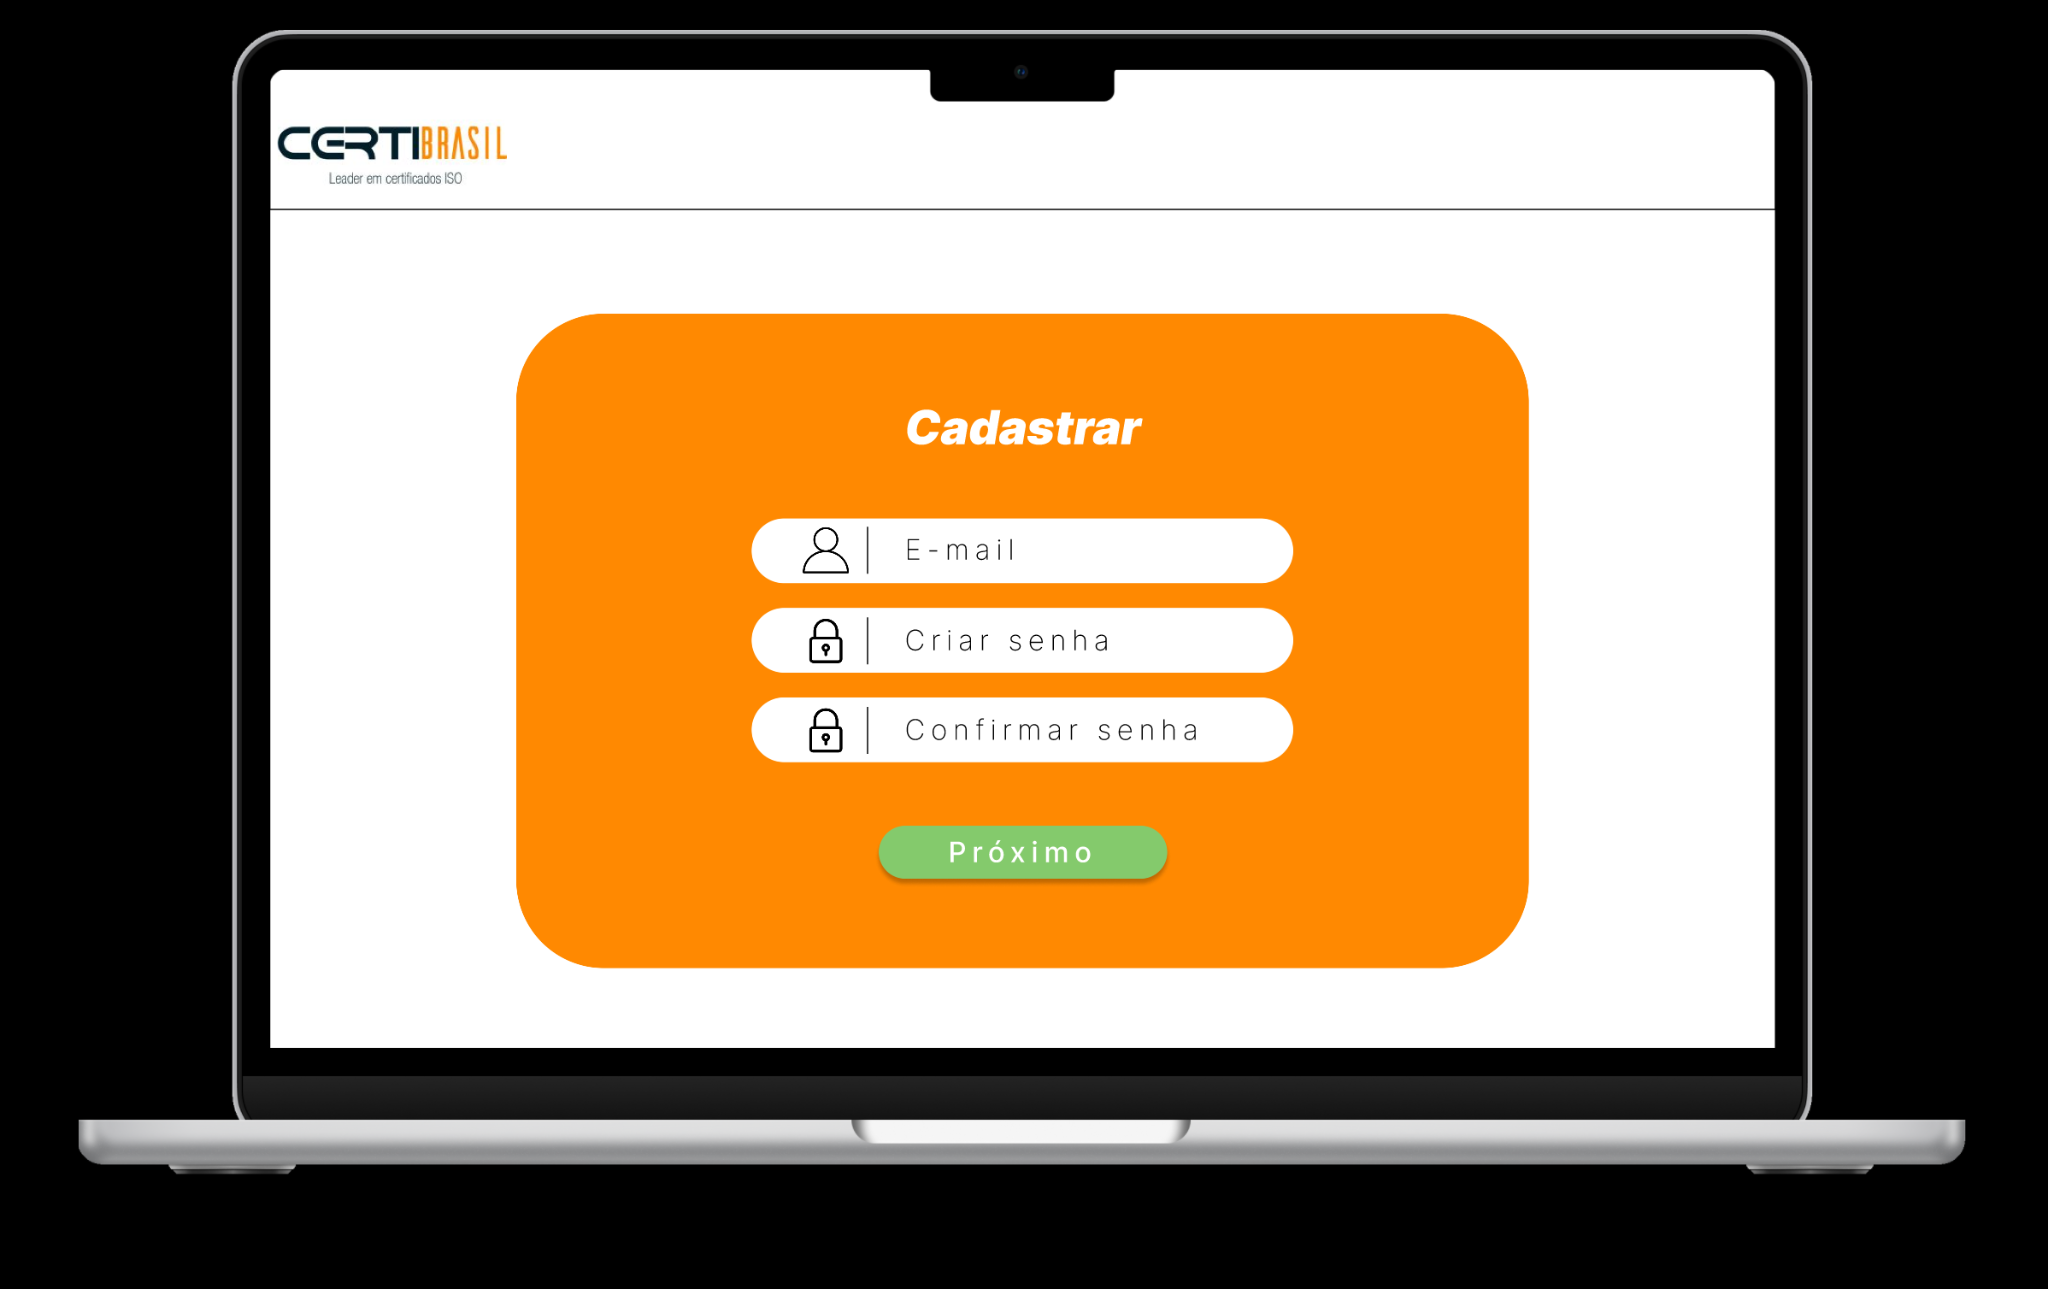 CERTIBRASIL
Leader em certificados ISO
Cadastrar
E-mail
Criar senha
Confirmar senha
Próximo